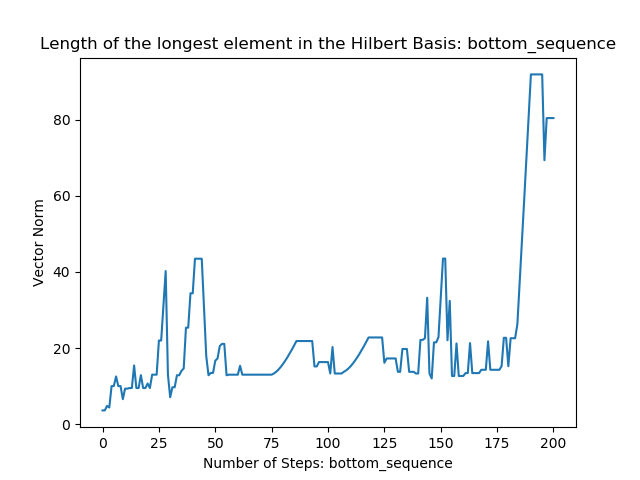 Length of the longest element in the Hilbert Basis: bottom_sequence
80
60
40
20
0
Vector Norm
0 25 50 75 100 125 150 175 200
Number of Steps: bottom_sequence